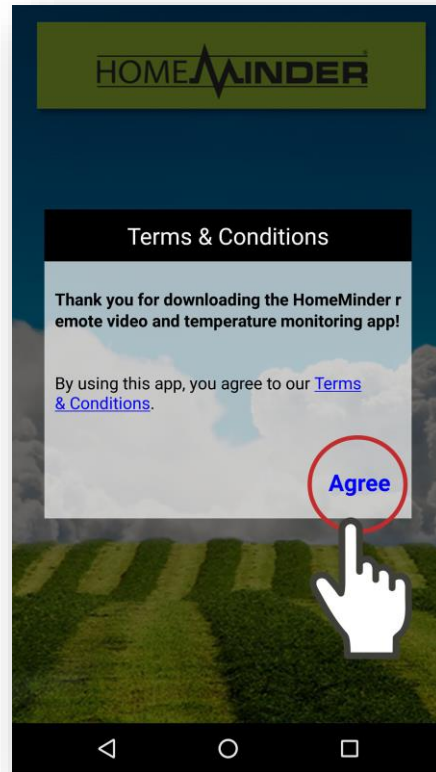 HOMEMINDER
Terms & Conditions
Thank you for downloading the HomeMinder r
emote video and temperature monitoring app!
By using this app, you agree to our Terms
& Conditions.
Agree